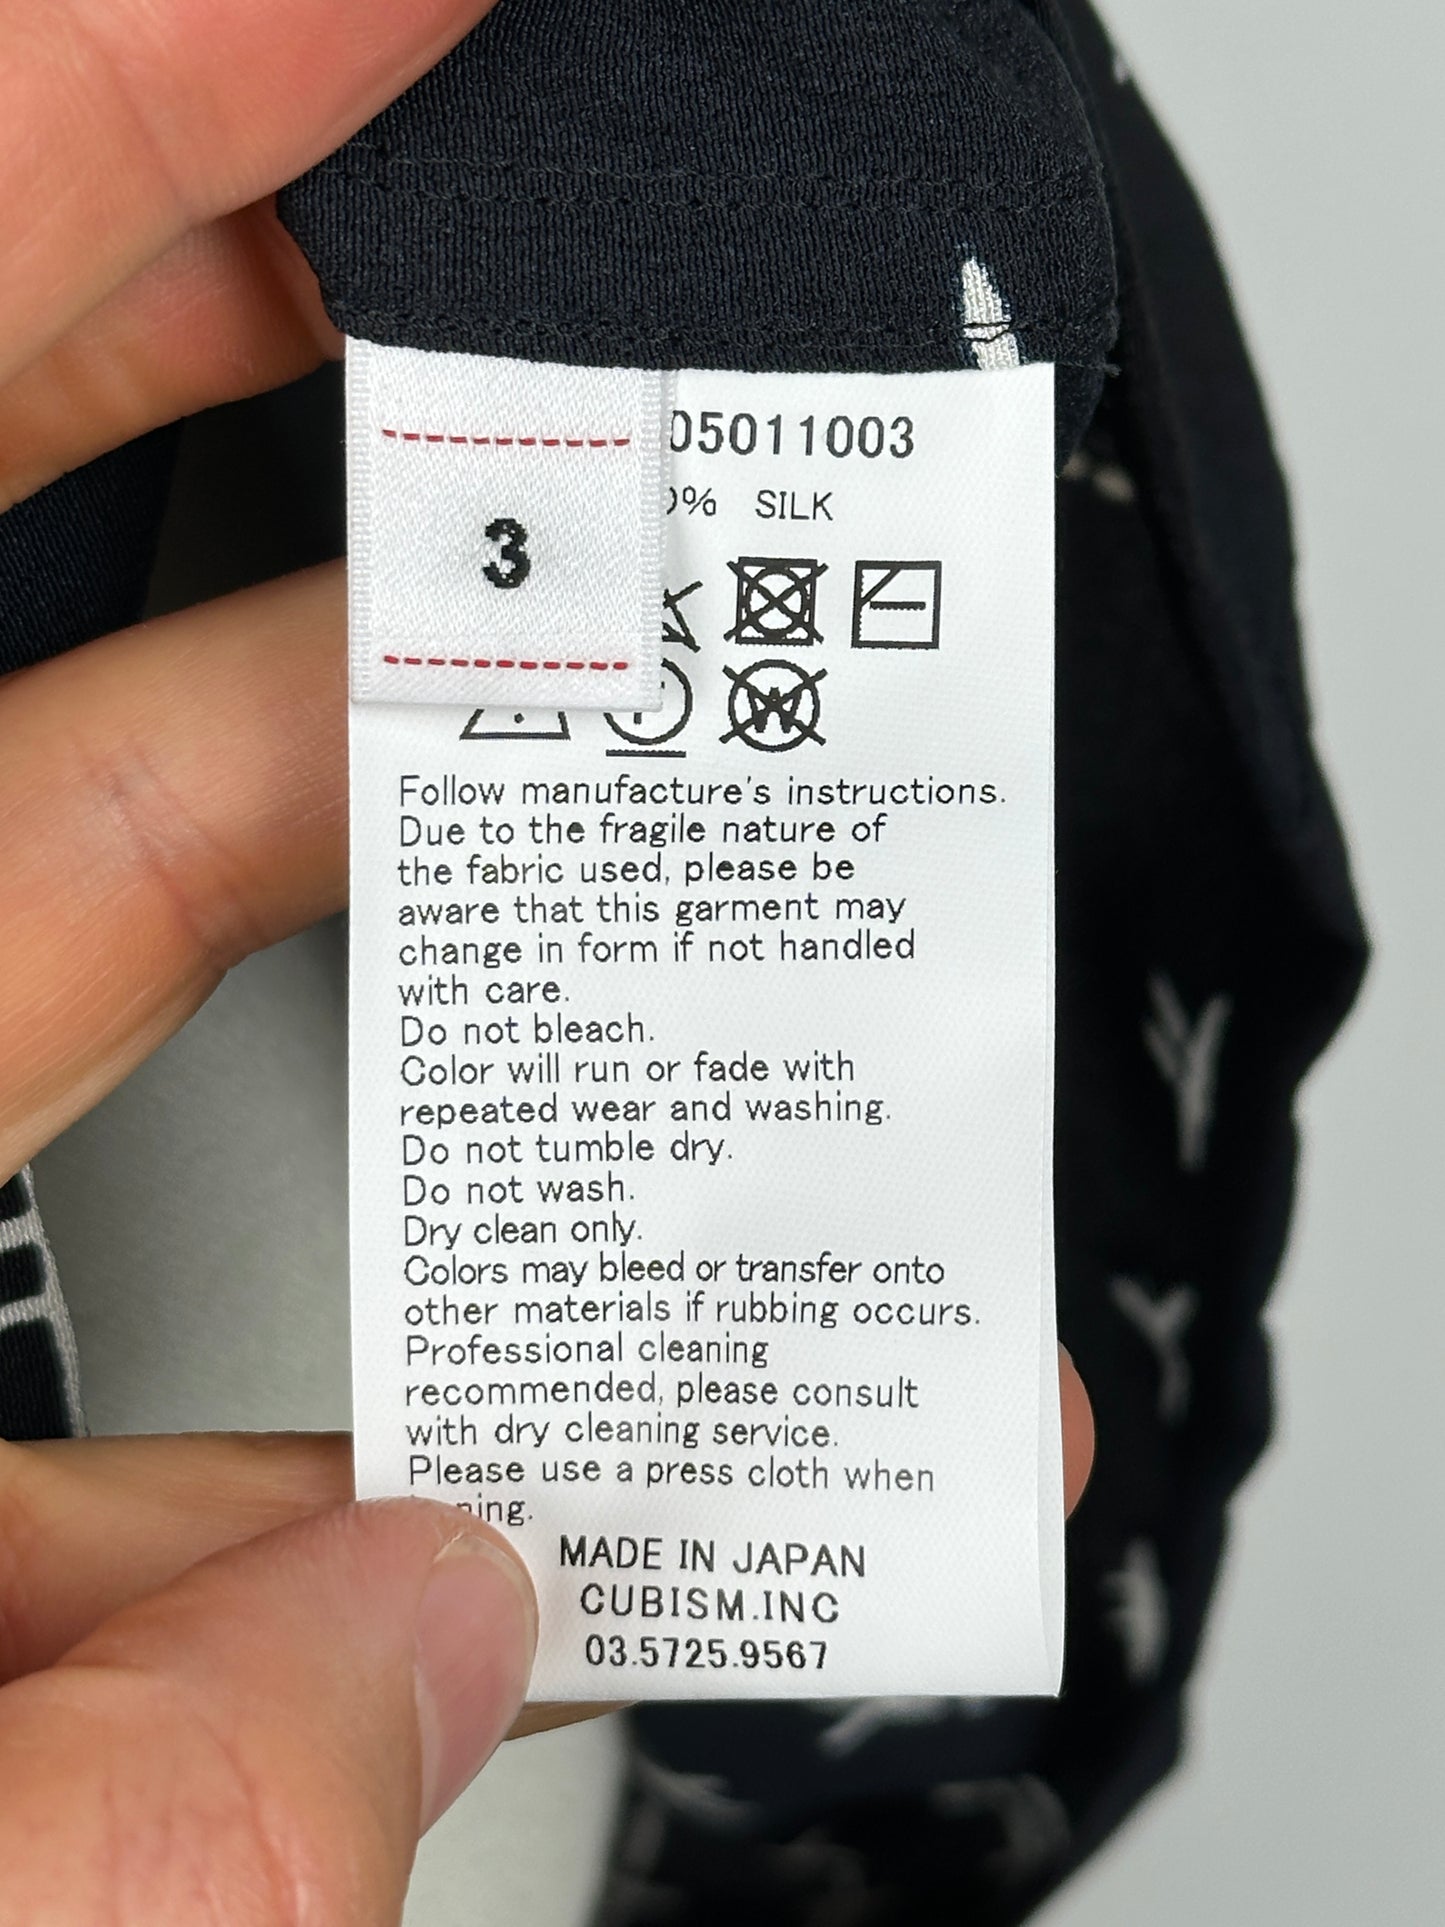 05011003
0% SILK
3
W
Follow manufacture's instructions.
Due to the fragile nature of
the fabric used, please be
aware that this garment may
change in form if not handled
with care.
Do not bleach.
Color will run or fade with
repeated wear and washing.
Do not tumble dry.
Do not wash.
Dry clean only.
Colors may bleed or transfer onto
other materials if rubbing occurs.
Professional cleaning
recommended, please consult
with dry cleaning service.
Please use a press cloth when
MADE IN JAPAN
CUBISM.INC
03.5725.9567